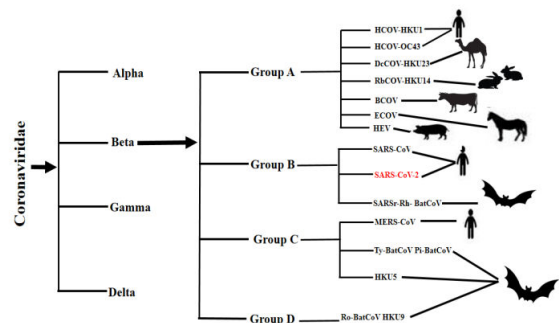 Coronaviridae
Alpha
Beta
Gamma
Delta
Group A
Group B
Group C
Group D
HCOV-HKU1
HCOV-OC43
DcCOV-HKU23
RbCOV-HKU14
BCOV
ECOV
HEV
SARS-CoV
SARS-CoV-2
SARSr-Rh- BatCoV
MERS-CoV
Ty-BatCoV Pi-BatCoV
HKU5
Ro-BatCoV HKU9